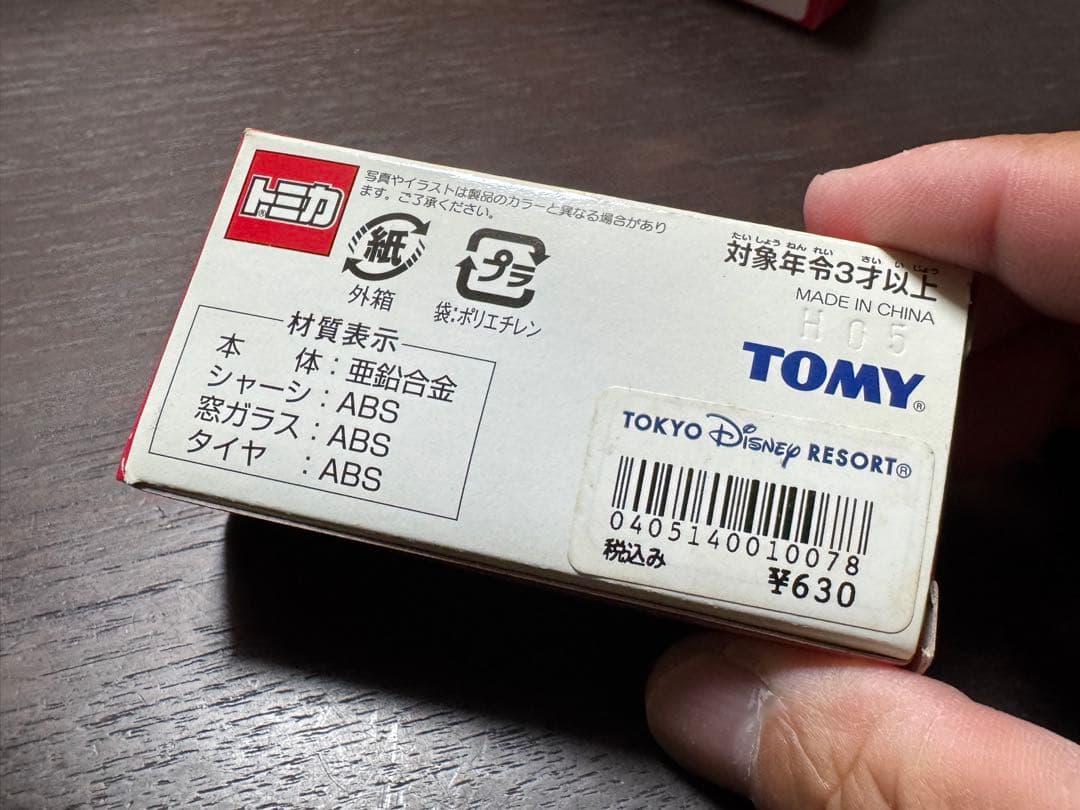 トミカ®
写真やイラストは製品のカラーと異なる場合があり
ます。ご了承ください。
紙
外箱
プラ
袋:ポリエチレン
たいしょうねんれい さいいじょう
対象年令3才以上
MADE IN CHINA
H05
TOMY®
材質表示
本体:亜鉛合金
シャーシ:ABS
窓ガラス:ABS
タイヤ:ABS
TOKYO Disney RESORT®
0405140010078
税込み
¥630